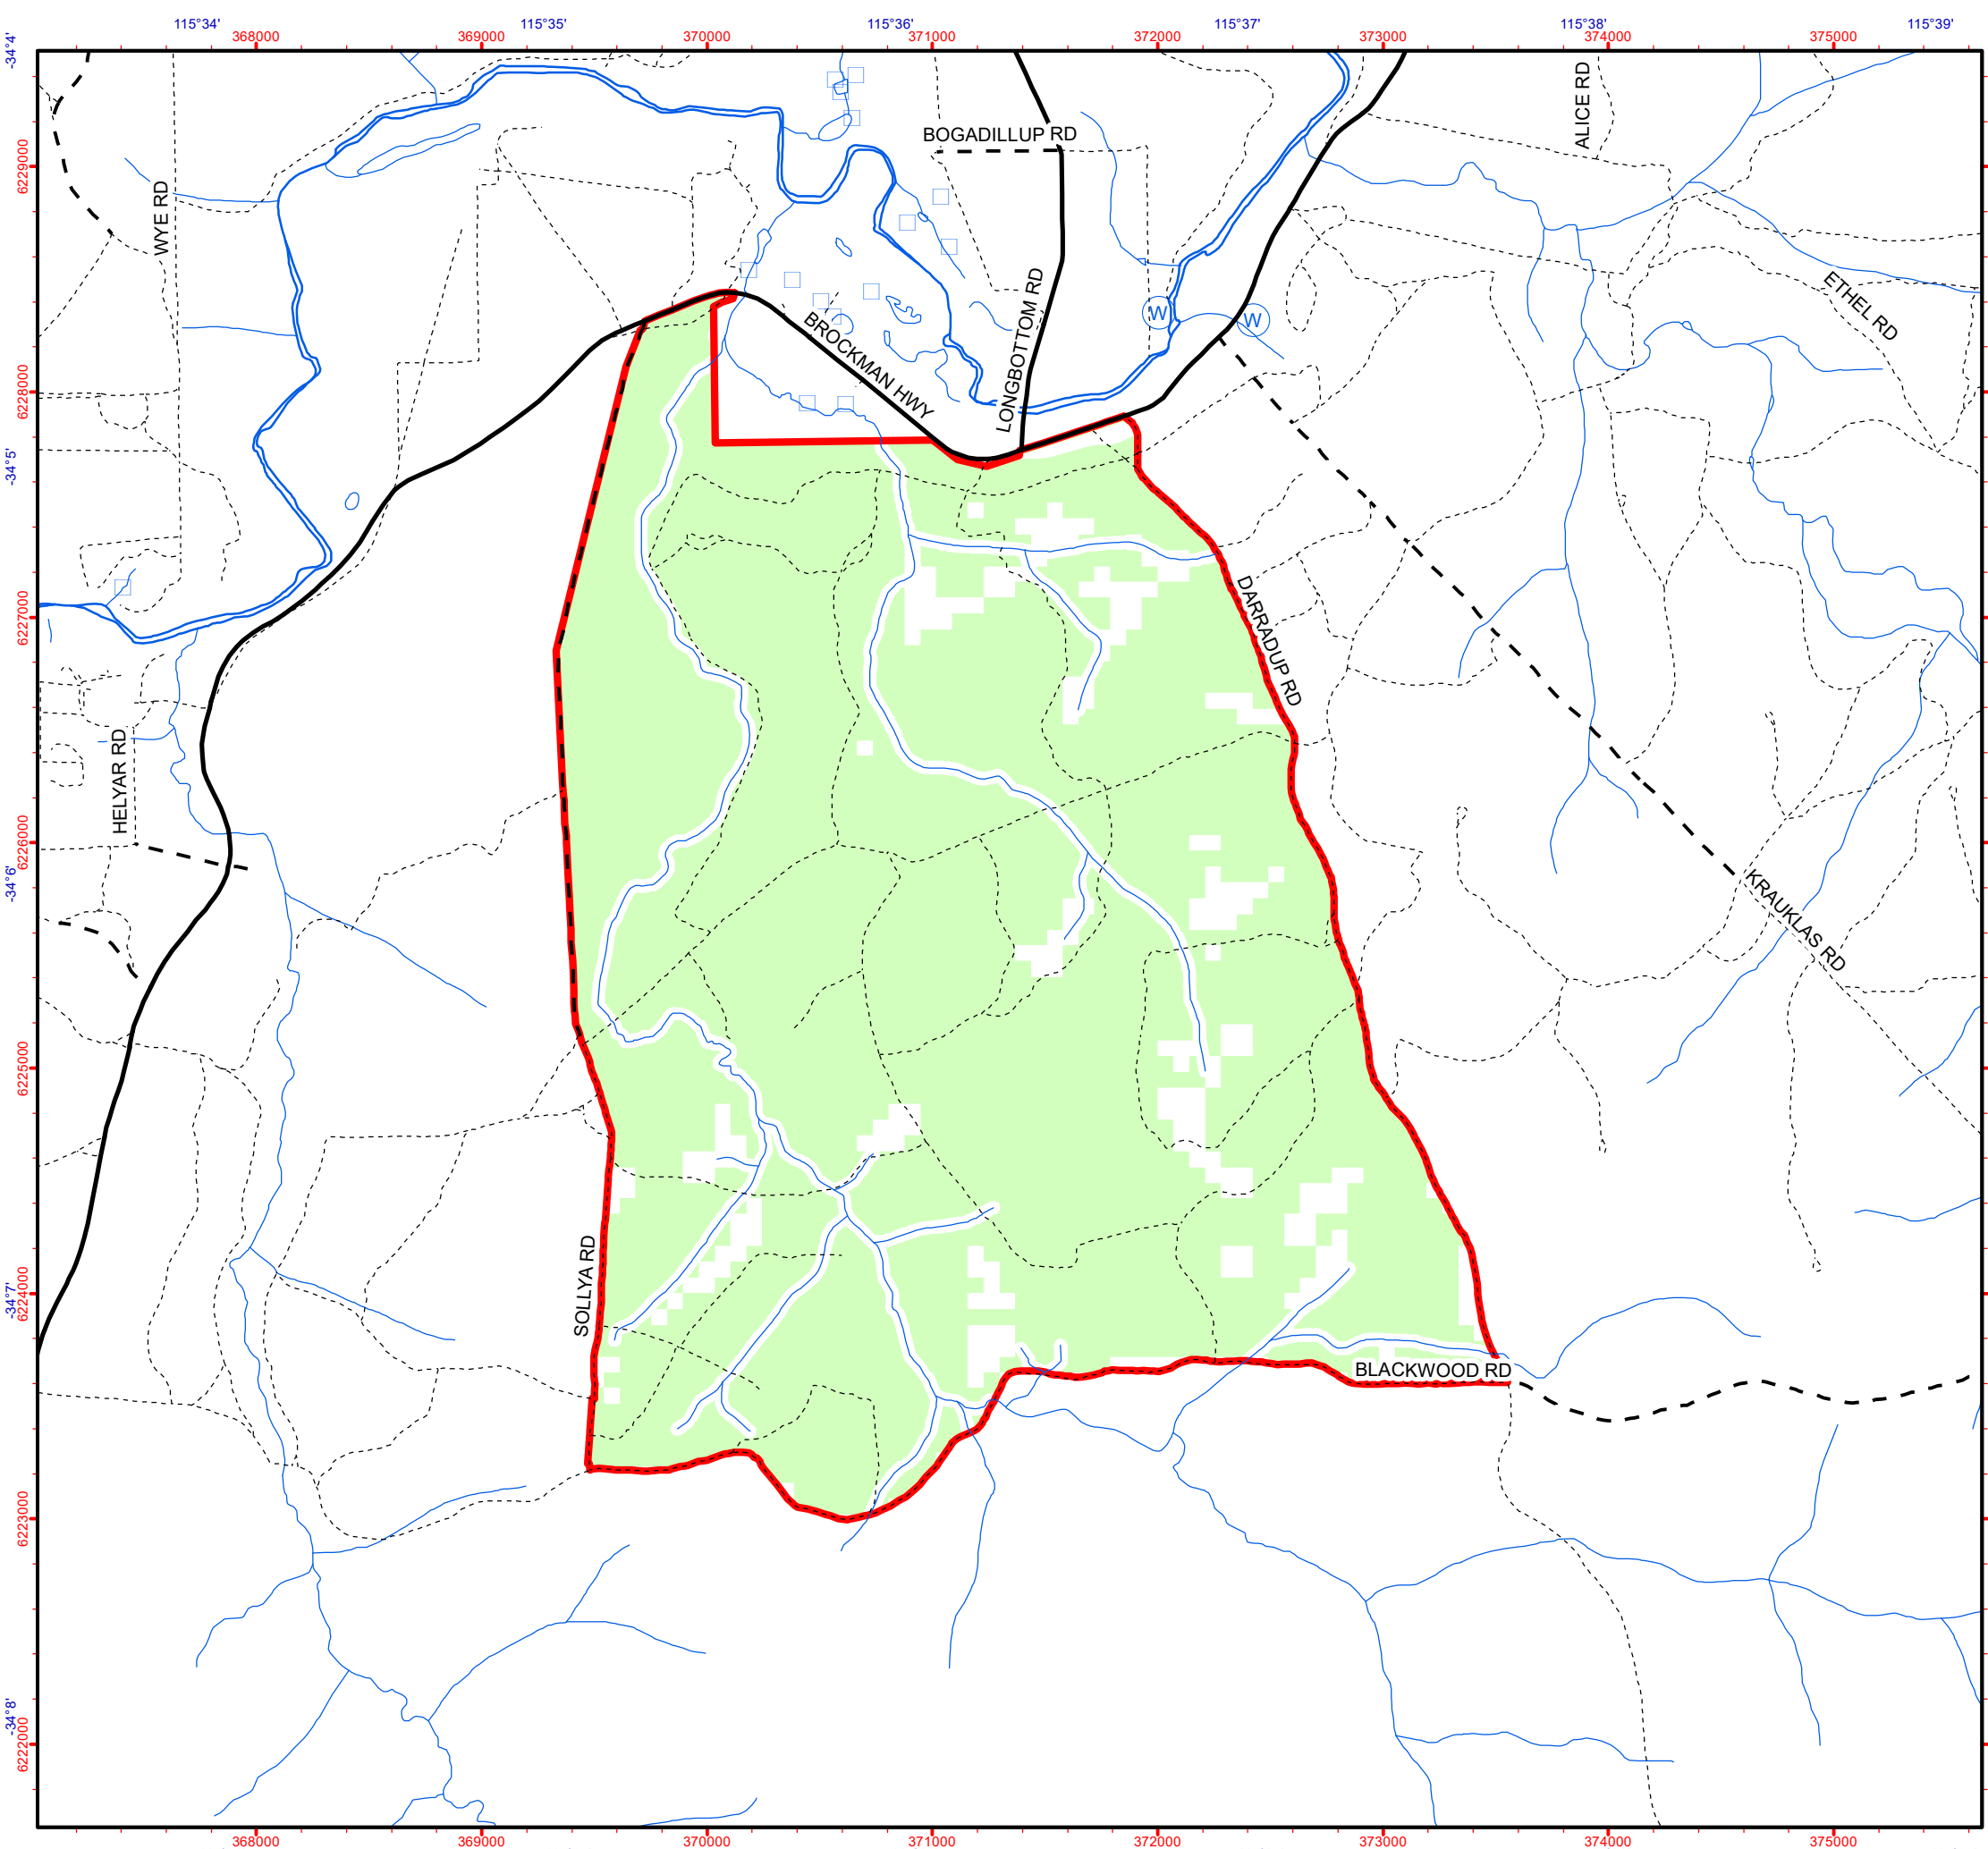 115°34' 115°35' 115°36' 115°37' 115°38' 115°39'
368000 369000 370000 371000 372000 373000 374000 375000
-34°4'
ALICE RD
BOGADILLUP RD
6229000
WYE RD
ETHEL RD
LONGBOTTOM RD
W
W
BROCKMAN HWY
6228000
-34°5'
DARRADUP RD
6227000
HELYAR RD
6226000
-34°6'
KRAUKLAS RD
6225000
SOLLYA RD
-34°7'
6224000
BLACKWOOD RD
6223000
-34°8'
6222000
368000 369000 370000 371000 372000 373000 374000 375000